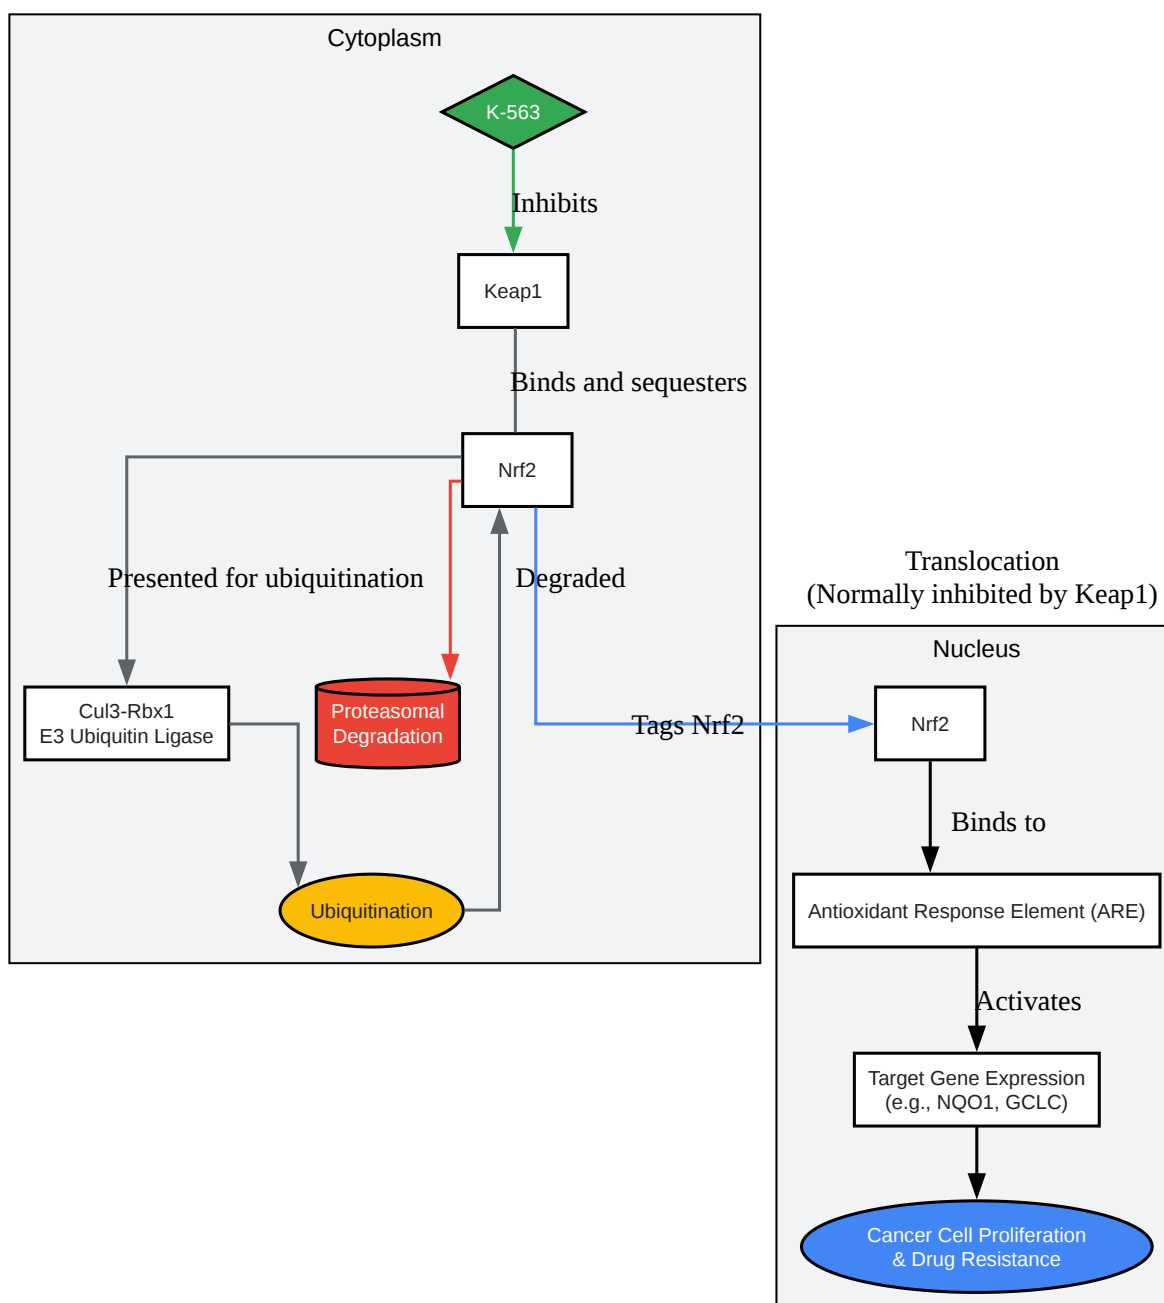 Cytoplasm
K-563
Inhibits
Keap1
Binds and sequesters
Nrf2
Presented for ubiquitination
Degraded
Translocation
(Normally inhibited by Keap1)
Nucleus
Cul3-Rbx1
E3 Ubiquitin Ligase
Proteasomal
Degradation
Tags Nrf2
Nrf2
Binds to
Ubiquitination
Antioxidant Response Element (ARE)
Activates
Target Gene Expression
(e.g., NQO1, GCLC)
Cancer Cell Proliferation
& Drug Resistance